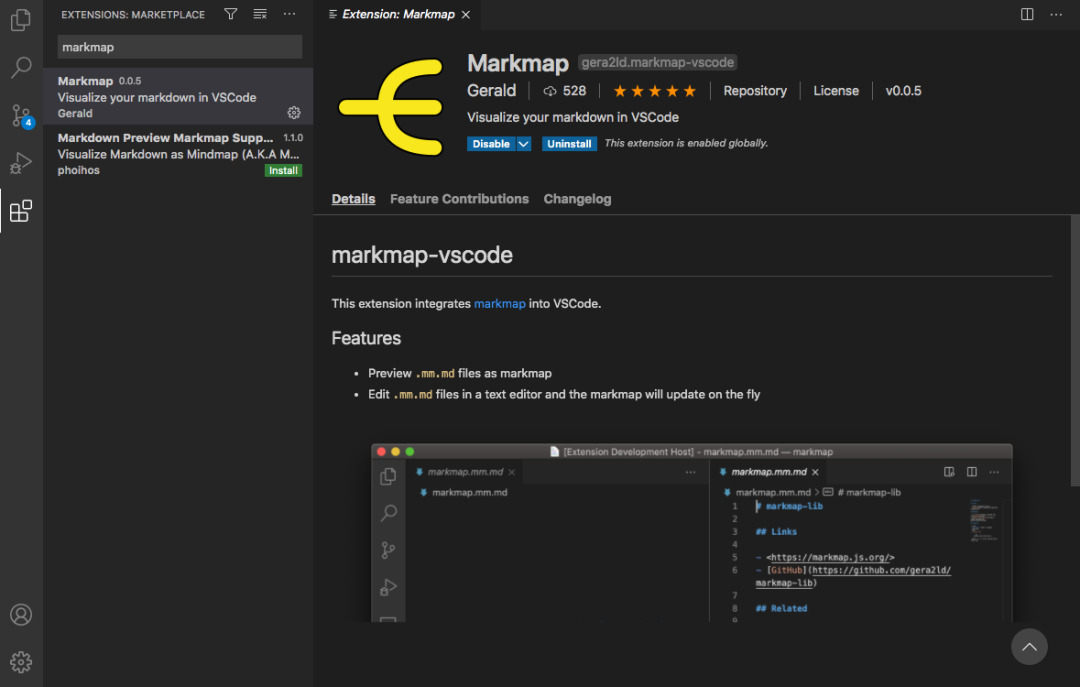 EXTENSIONS: MARKETPLACE
markmap
Markmap 0.0.5
Visualize your markdown in VSCode
Gerald
Markdown Preview Markmap Supp... 1.1.0
Visualize Markdown as Mindmap (A.K.A M...
phoihos
Install
4
Extension: Markmap
Markmap gera2ld.markmap-vscode
Gerald 528 ★★★★★ Repository License v0.0.5
Visualize your markdown in VSCode
Disable Uninstall This extension is enabled globally.
Details Feature Contributions Changelog
markmap-vscode
This extension integrates markmap into VSCode.
Features
• Preview .mm.md files as markmap
• Edit .mm.md files in a text editor and the markmap will update on the fly
[Extension Development Host] - markmap.mm.md — markmap
markmap.mm.md
markmap.mm.md
markmap.mm.md
markmap.mm.md > # markmap-lib
1 # markmap-lib
2
3 ## Links
4
5 - <https://markmap.js.org/>
6 - [GitHub](https://github.com/gera2ld/
markmap-lib)
7
8 ## Related
9